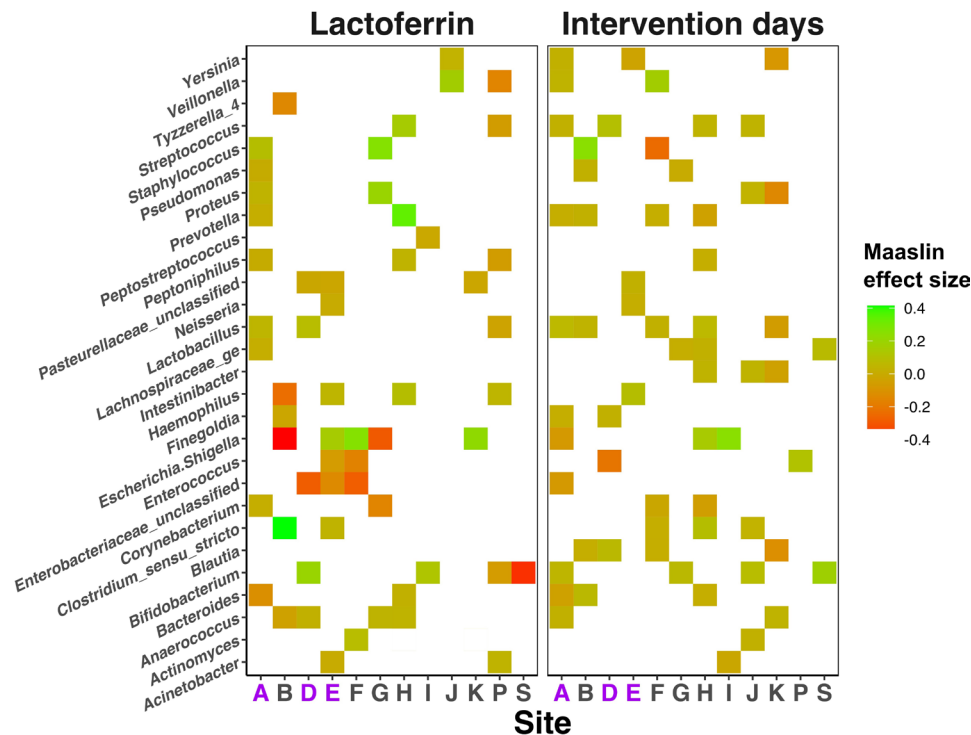 Lactoferrin Intervention days
Yersinia
Veillonella
Tyzzerella_4
Streptococcus
Staphylococcus
Pseudomonas
Proteus
Prevotella
Peptostreptococcus
Peptoniphilus
Pasteurellaceae_unclassified
Neisseria
Lactobacillus
Lachnospiraceae_ge
Intestinibacter
Haemophilus
Finegoldia
Escherichia.Shigella
Enterococcus
Enterobacteriaceae_unclassified
Corynebacterium
Clostridium_sensu_stricto
Blautia
Bifidobacterium
Bacteroides
Anaerococcus
Actinomyces
Acinetobacter
A B D E F G H I J K P S A B D E F G H I J K P S
Site
Maaslin
effect size
0.4
0.2
0.0
-0.2
-0.4